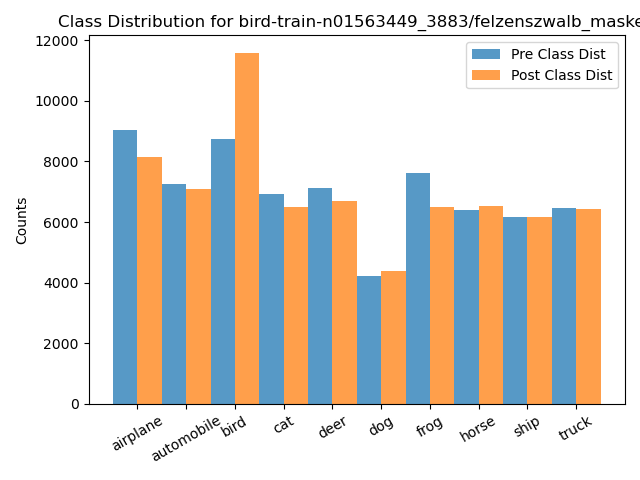 Class Distribution for bird-train-n01563449_3883/felzenszwalb_maske
Pre Class Dist
Post Class Dist
Counts
12000
10000
8000
6000
4000
2000
0
airplane
automobile
bird
cat
deer
dog
frog
horse
ship
truck